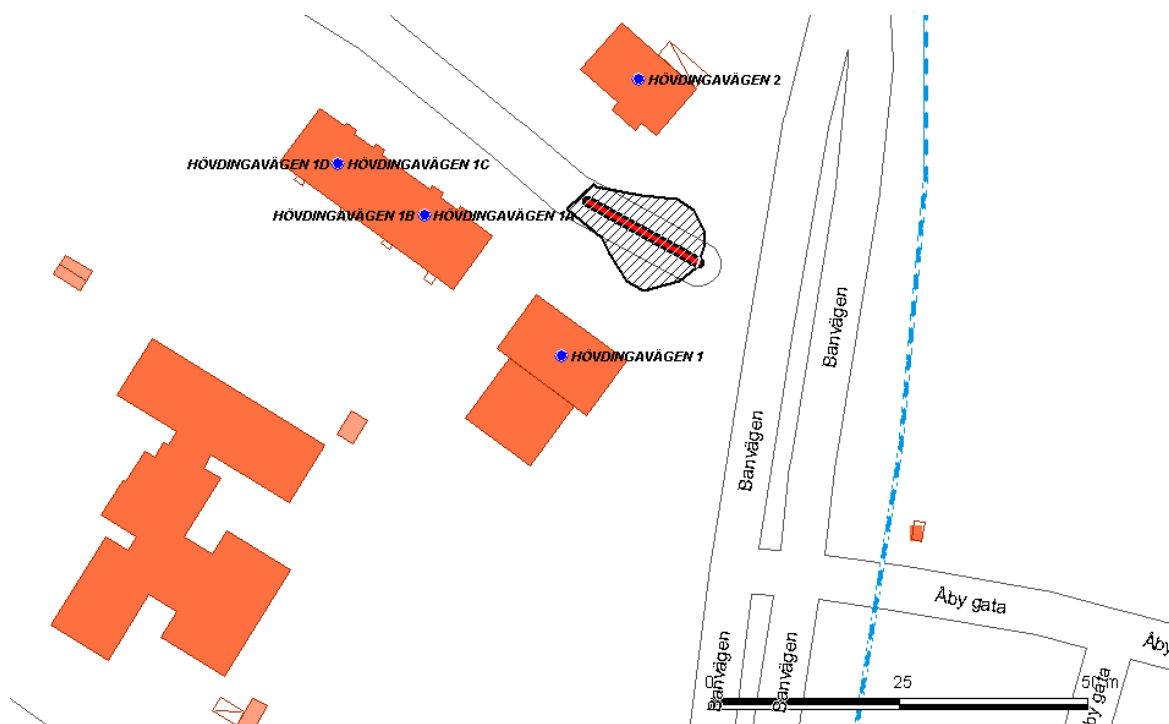 HÖVDINGAVÄGEN 2
HÖVDINGAVÄGEN 1D HÖVDINGAVÄGEN 1C
HÖVDINGAVÄGEN 1B HÖVDINGAVÄGEN 1A
Banvägen
HÖVDINGAVÄGEN 1
Banvägen
Åby gata
Åby
Banvägen
Banvägen
Åby gata
0 25 50 m